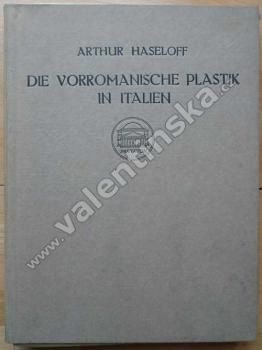 ARTHUR HASELOFF
DIE VORROMANISCHE PLASTIK
IN ITALIEN
www.valentinska.cz